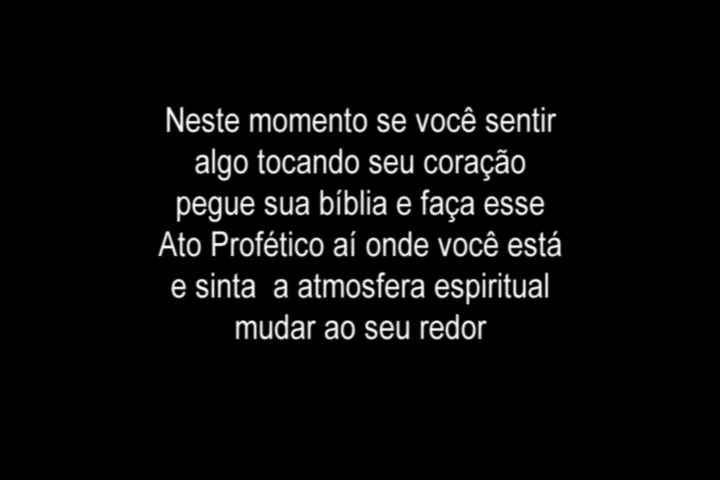 Neste momento se você sentir
algo tocando seu coração
pegue sua bíblia e faça esse
Ato Profético aí onde você está
e sinta  a atmosfera espiritual
mudar ao seu redor